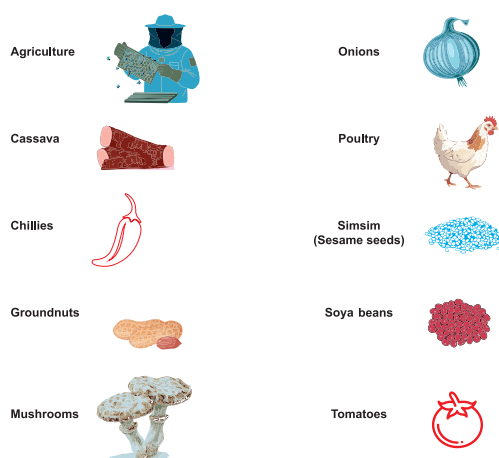 Agriculture
Onions
Cassava
Poultry
Chillies
Simsim
(Sesame seeds)
Groundnuts
Soya beans
Mushrooms
Tomatoes